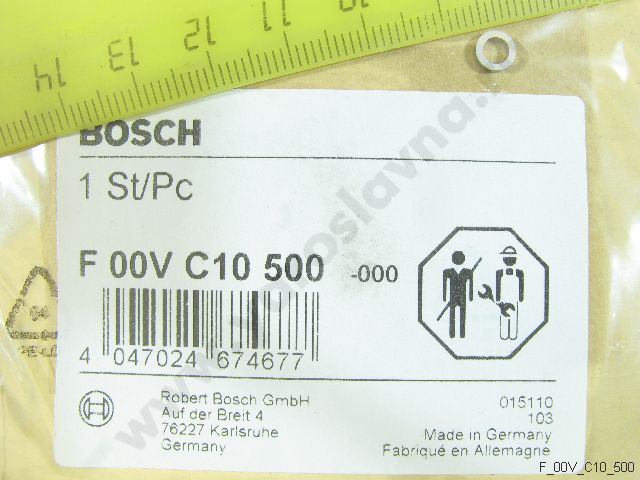 14 13 12 11 10
BOSCH
1 St/Pc
F 00V C10 500 -000
4 047024 674677
Robert Bosch GmbH
Auf der Breit 4
76227 Karlsruhe
Germany
015110
103
Made in Germany
Fabriqué en Allemagne
F_00V_C10_500